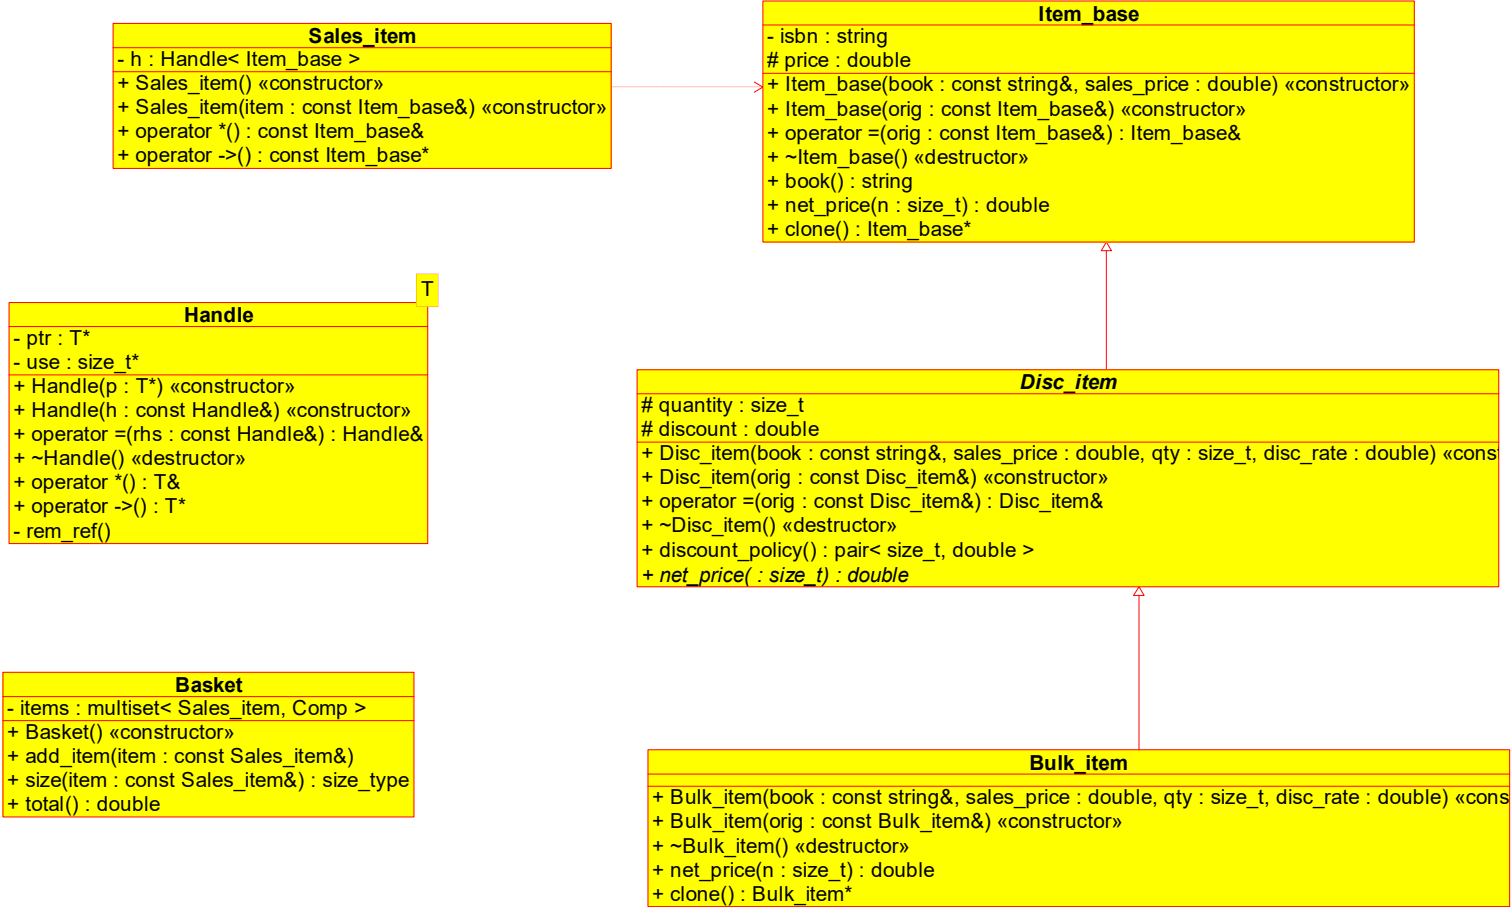 Sales_item
- h : Handle< Item_base >
+ Sales_item() «constructor»
+ Sales_item(item : const Item_base&) «constructor»
+ operator *() : const Item_base&
+ operator ->() : const Item_base*
Item_base
- isbn : string
# price : double
+ Item_base(book : const string&, sales_price : double) «constructor»
+ Item_base(orig : const Item_base&) «constructor»
+ operator =(orig : const Item_base&) : Item_base&
+ ~Item_base() «destructor»
+ book() : string
+ net_price(n : size_t) : double
+ clone() : Item_base*
T
Handle
- ptr : T*
- use : size_t*
+ Handle(p : T*) «constructor»
+ Handle(h : const Handle&) «constructor»
+ operator =(rhs : const Handle&) : Handle&
+ ~Handle() «destructor»
+ operator *() : T&
+ operator ->() : T*
- rem_ref()
Disc_item
# quantity : size_t
# discount : double
+ Disc_item(book : const string&, sales_price : double, qty : size_t, disc_rate : double) «cons
+ Disc_item(orig : const Disc_item&) «constructor»
+ operator =(orig : const Disc_item&) : Disc_item&
+ ~Disc_item() «destructor»
+ discount_policy() : pair< size_t, double >
+ net_price( : size_t) : double
Basket
- items : multiset< Sales_item, Comp >
+ Basket() «constructor»
+ add_item(item : const Sales_item&)
+ size(item : const Sales_item&) : size_type
+ total() : double
Bulk_item
+ Bulk_item(book : const string&, sales_price : double, qty : size_t, disc_rate : double) «cons
+ Bulk_item(orig : const Bulk_item&) «constructor»
+ ~Bulk_item() «destructor»
+ net_price(n : size_t) : double
+ clone() : Bulk_item*